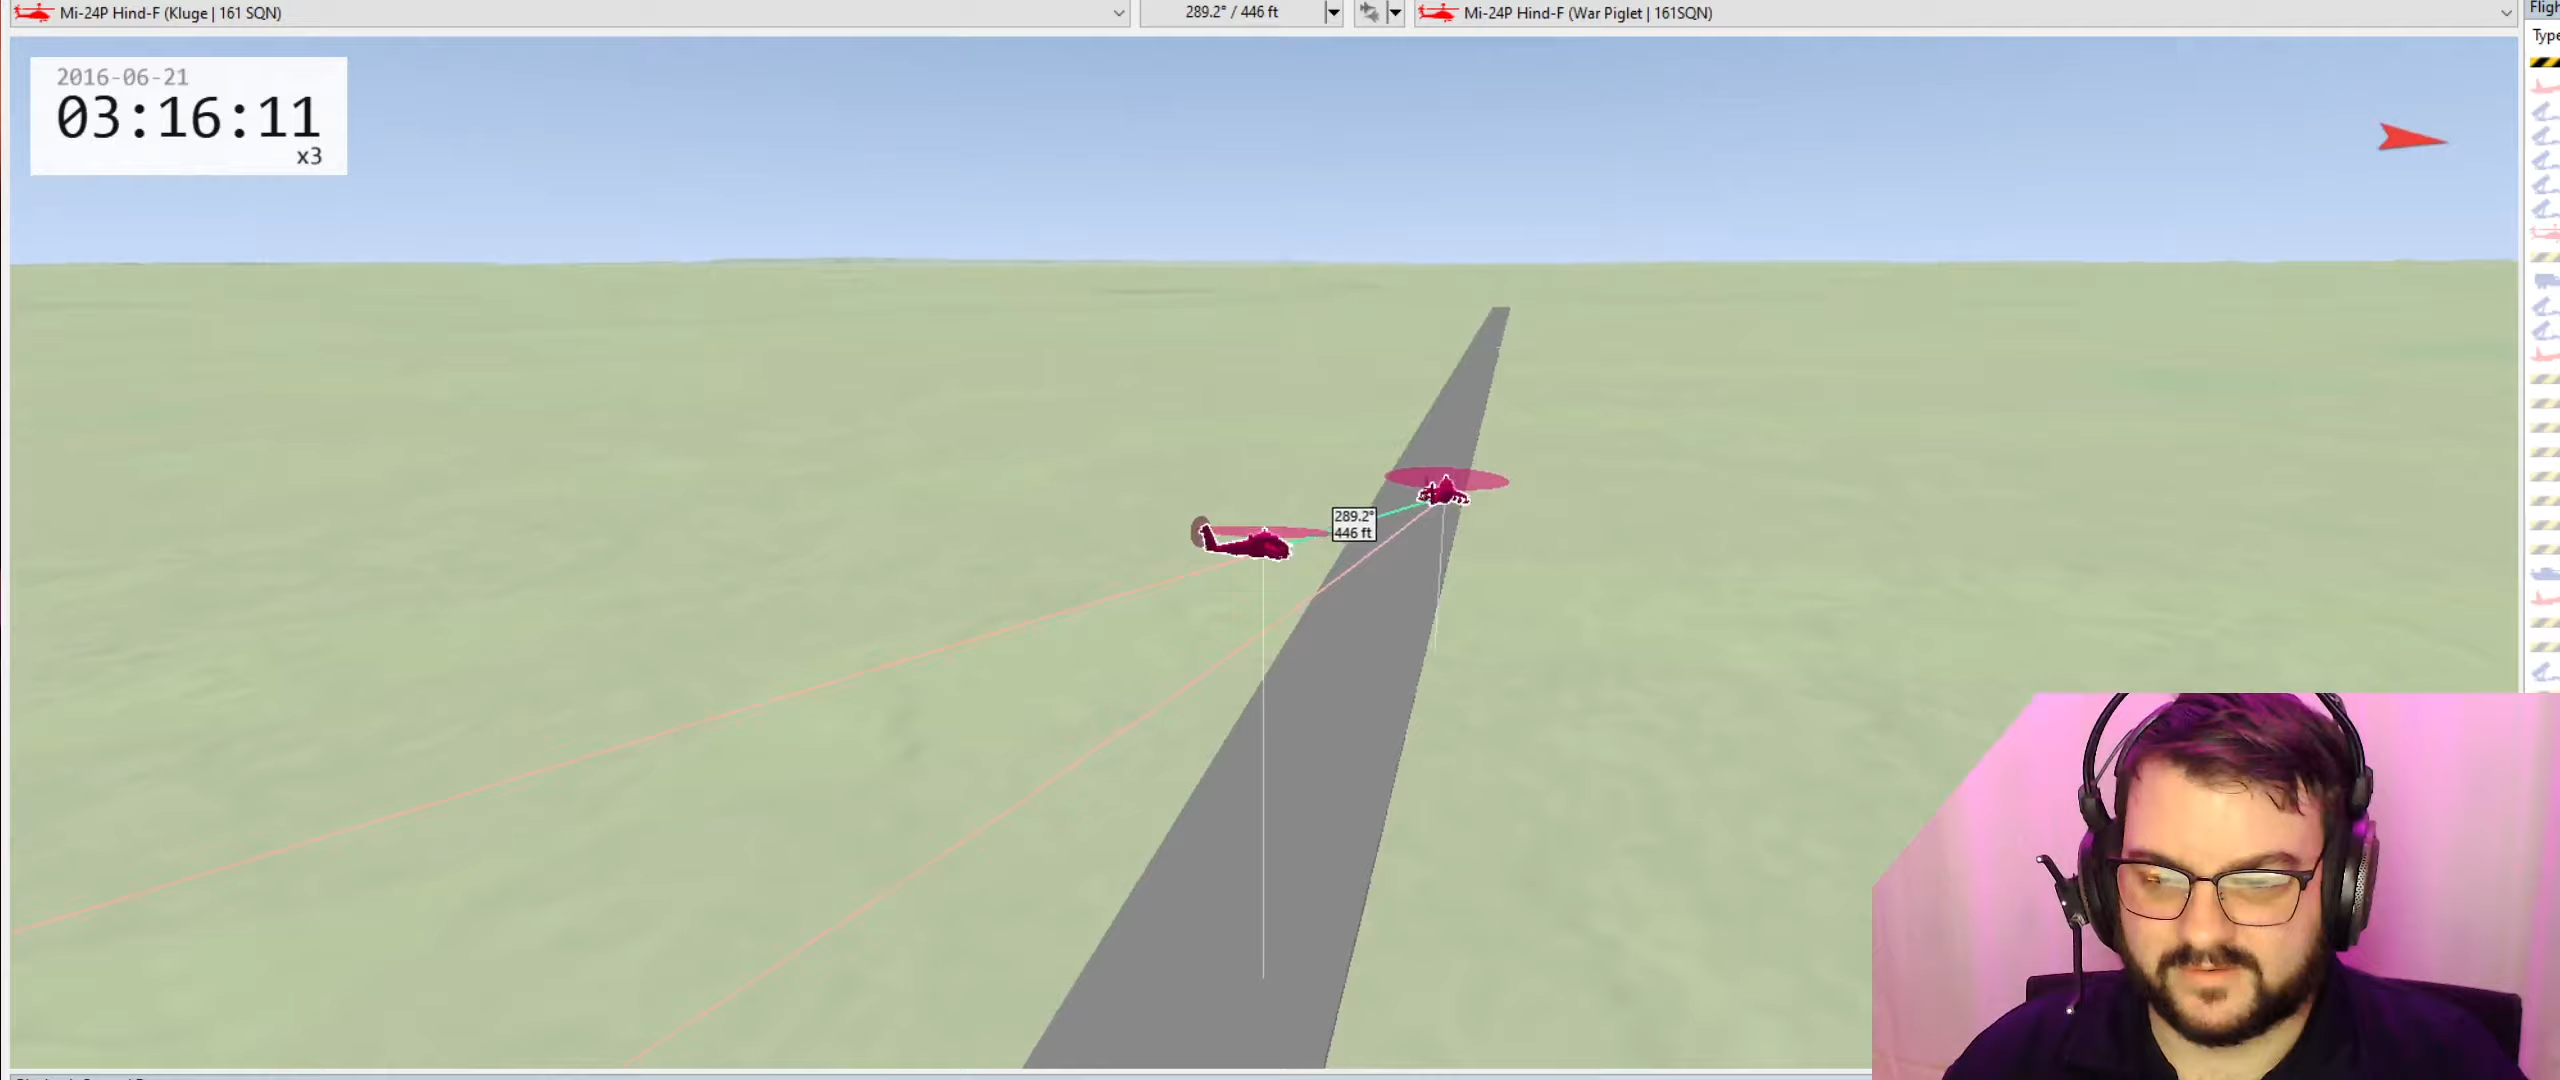 Mi-24P Hind-F (Kluge | 161 SQN)
289.2° / 446 ft
Mi-24P Hind-F (War Piglet | 161SQN)
2016-06-21
03:16:11
x3
289.2°
446 ft